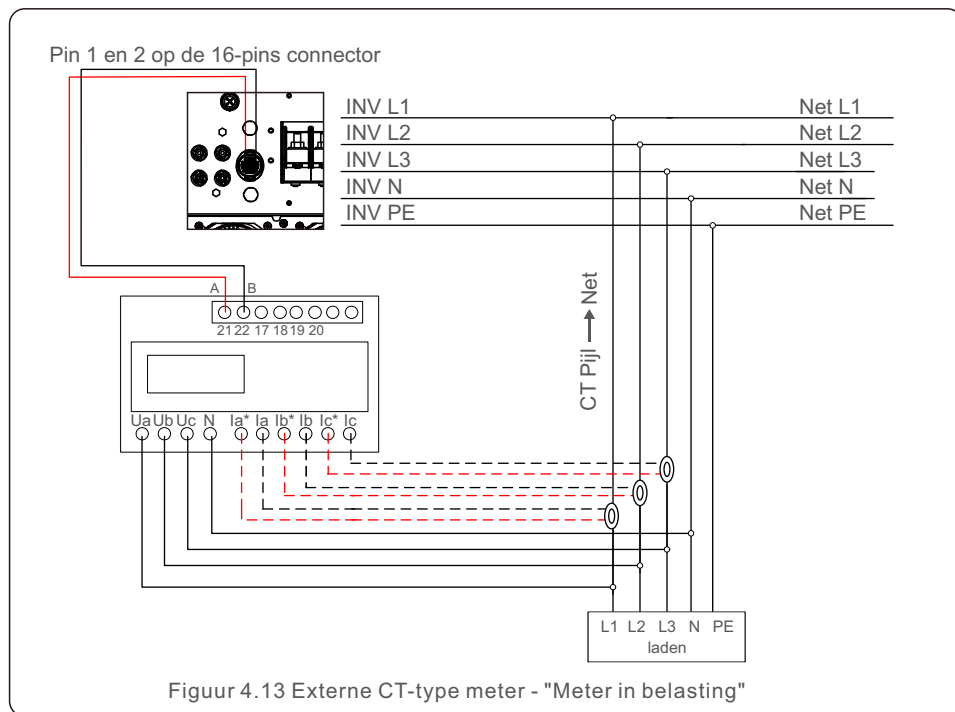 Pin 1 en 2 op de 16-pins connector
INV L1 Net L1
INV L2 Net L2
INV L3 Net L3
INV N Net N
INV PE Net PE
A B
21 22 17 18 19 20
CT Pijl → Net
Ua Ub Uc N Ia* Ia Ib* Ib Ic* Ic
L1 L2 L3 N PE
laden
Figuur 4.13 Externe CT-type meter - "Meter in belasting"